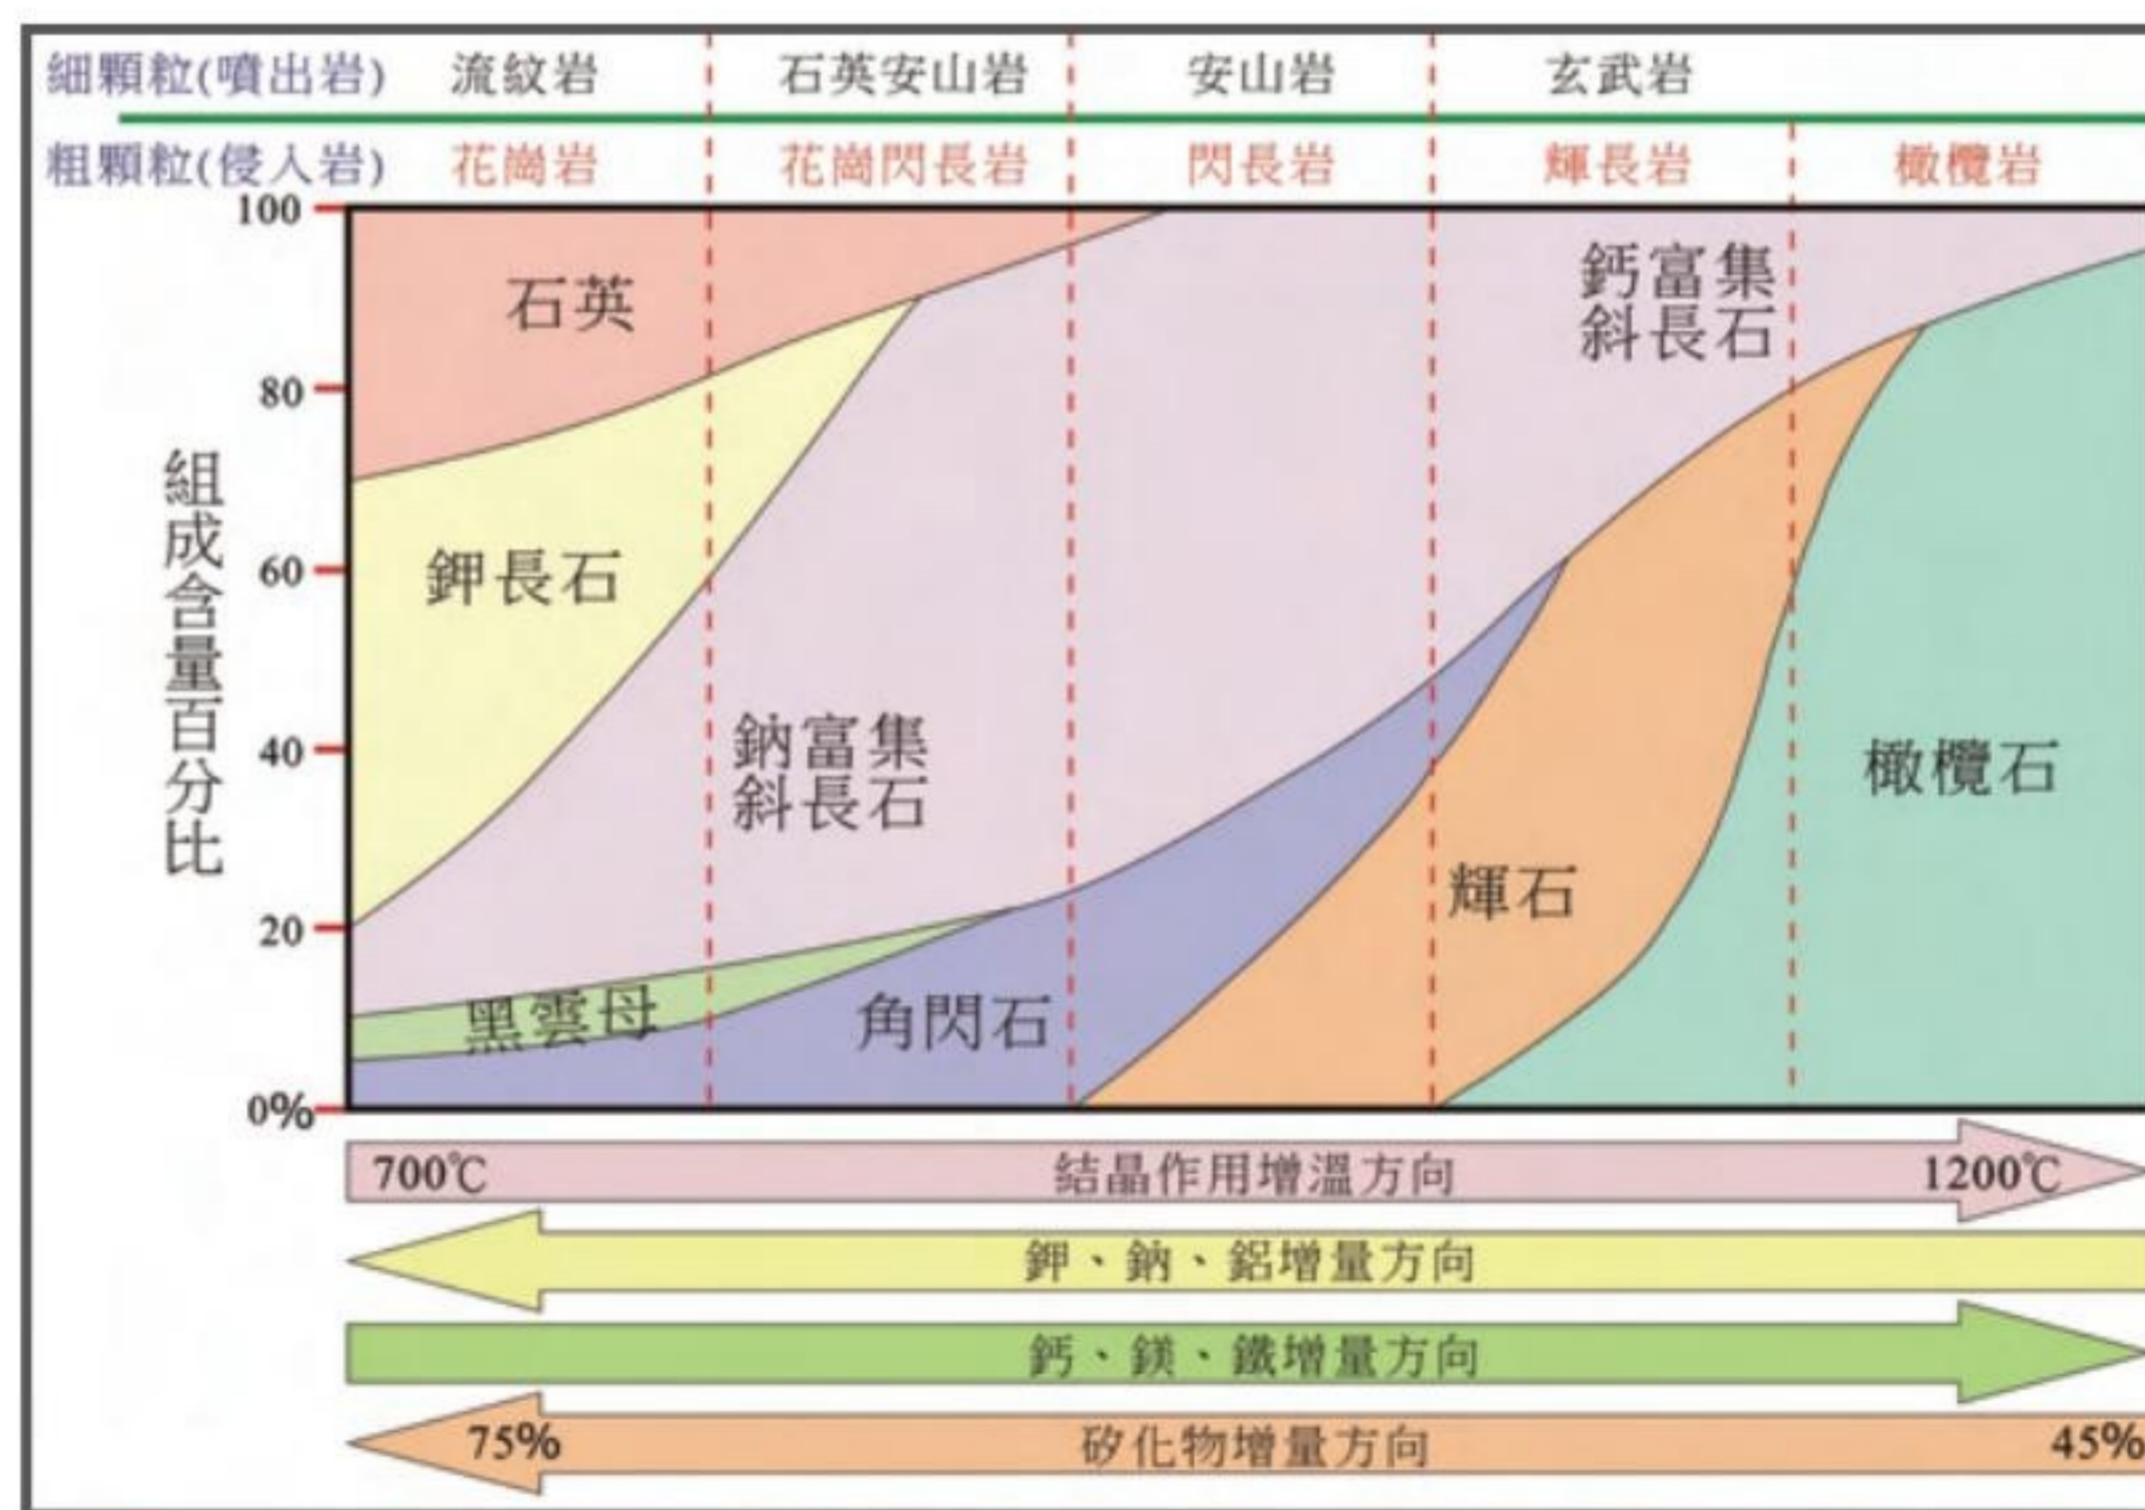 細顆粒(噴出岩) 流紋岩 石英安山岩 安山岩 玄武岩
粗顆粒(侵入岩) 花崗岩 花崗閃長岩 閃長岩 輝長岩 橄欖岩
100
80
60
40
20
0%
組成含量百分比
石英
鉀長石
鈉富集
斜長石
鈣富集
斜長石
黑雲母
角閃石
輝石
橄欖石
700℃ 結晶作用增溫方向 1200℃
鉀、鈉、鋁增量方向
鈣、鎂、鐵增量方向
75% 矽化物增量方向 45%